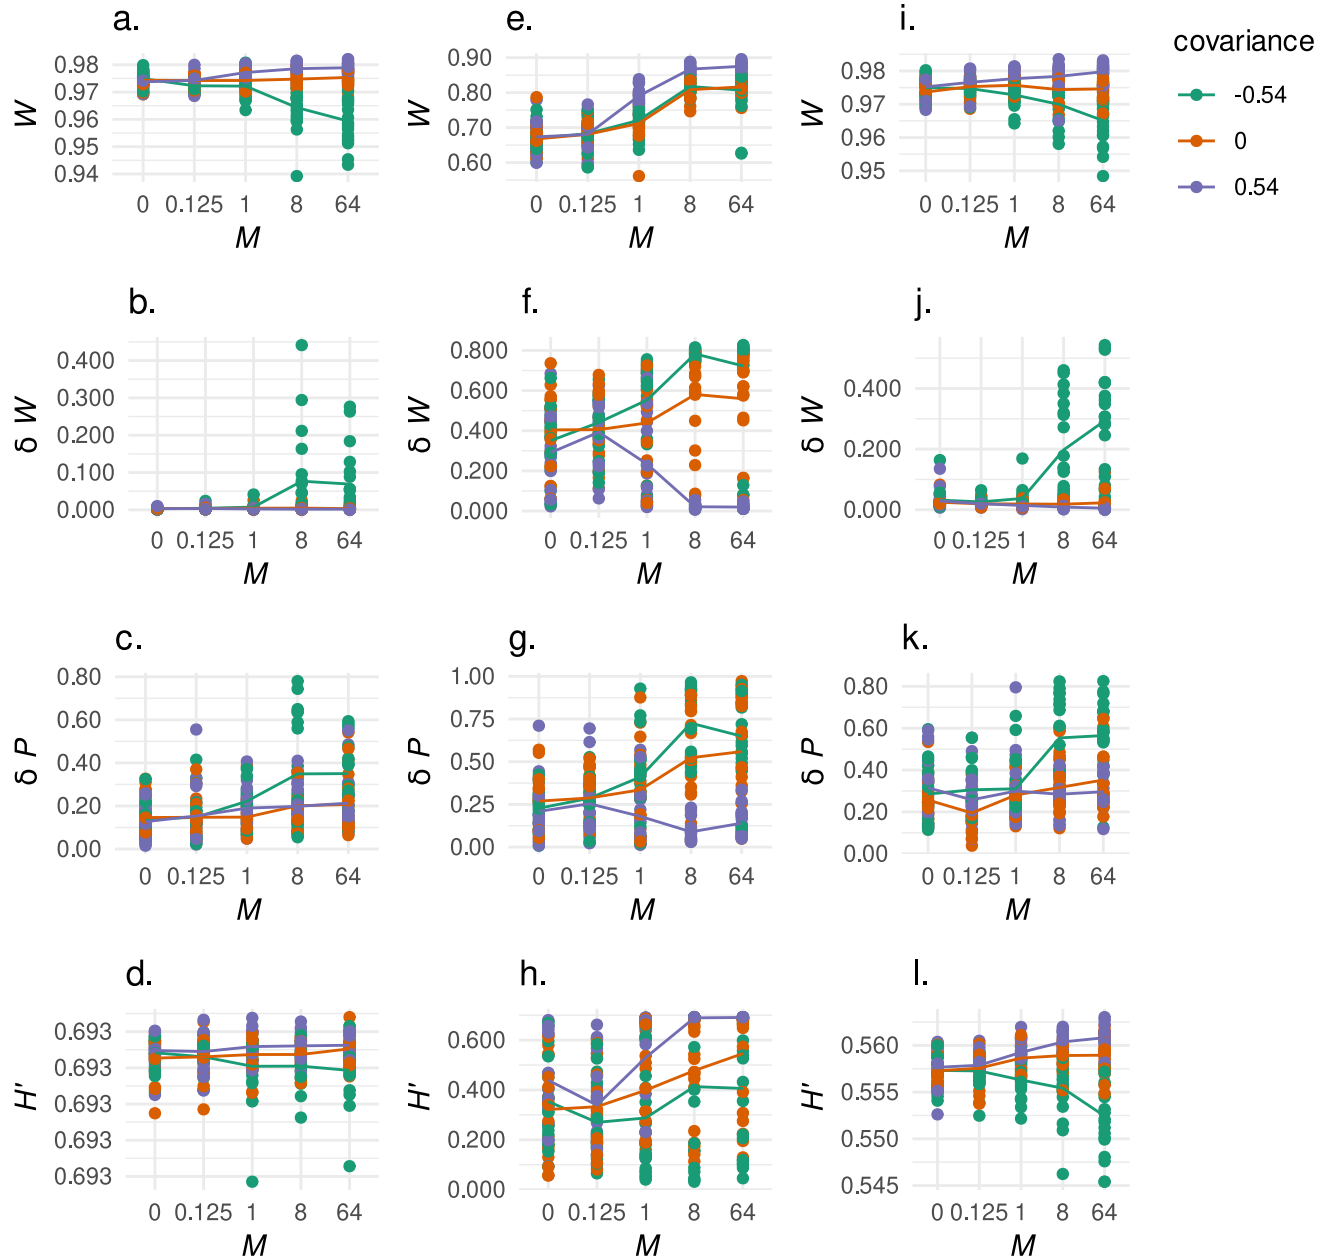 a.
W
0.98
0.97
0.96
0.95
0.94
0 0.125 1 8 64
M
e.
W
0.90
0.80
0.70
0.60
0 0.125 1 8 64
M
i.
W
0.98
0.97
0.96
0.95
0 0.125 1 8 64
M
covariance
-0.54
0
0.54
b.
δ W
0.400
0.300
0.200
0.100
0.000
0 0.125 1 8 64
M
f.
δ W
0.800
0.600
0.400
0.200
0.000
0 0.125 1 8 64
M
j.
δ W
0.400
0.300
0.200
0.100
0.000
0 0.125 1 8 64
M
c.
δ P
0.80
0.60
0.40
0.20
0.00
0 0.125 1 8 64
M
g.
δ P
1.00
0.75
0.50
0.25
0.00
0 0.125 1 8 64
M
k.
δ P
0.80
0.60
0.40
0.20
0.00
0 0.125 1 8 64
M
d.
H'
0.693
0.693
0.693
0.693
0.693
0 0.125 1 8 64
M
h.
H'
0.600
0.400
0.200
0.000
0 0.125 1 8 64
M
l.
H'
0.560
0.555
0.550
0.545
0 0.125 1 8 64
M